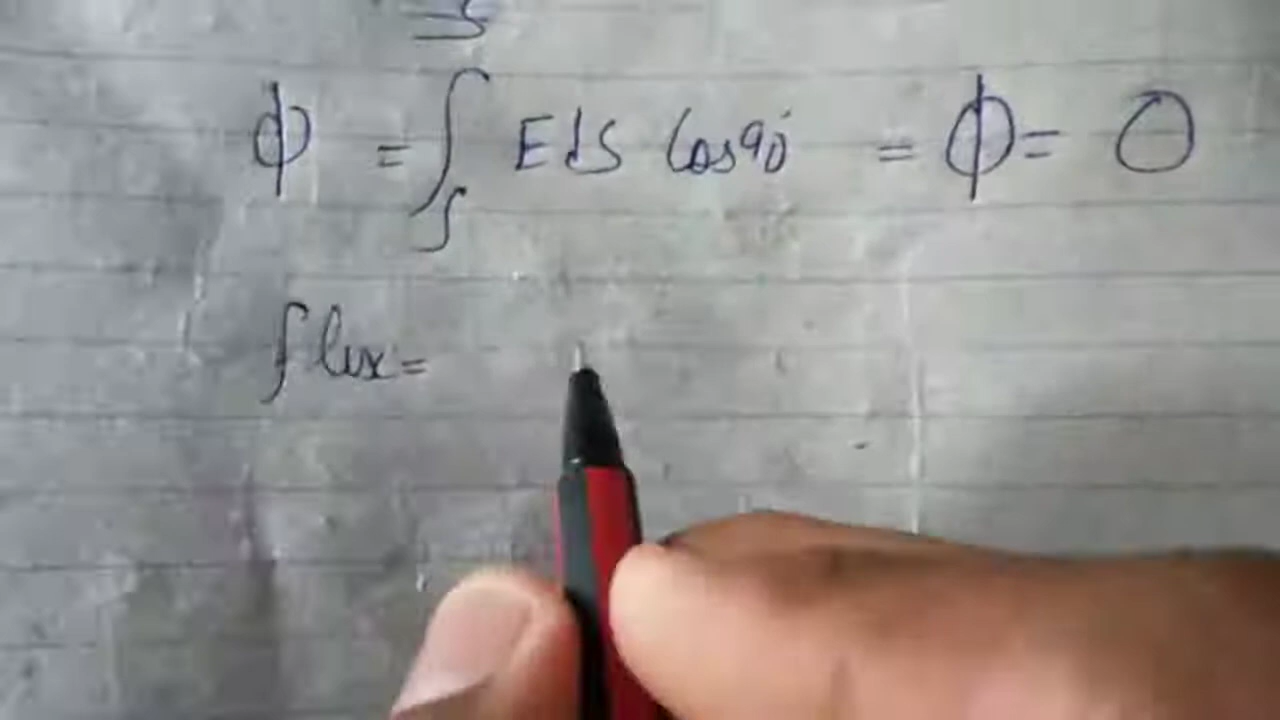 S
ϕ = ∫ E dS Cos90° = ϕ = 0
S
flux =